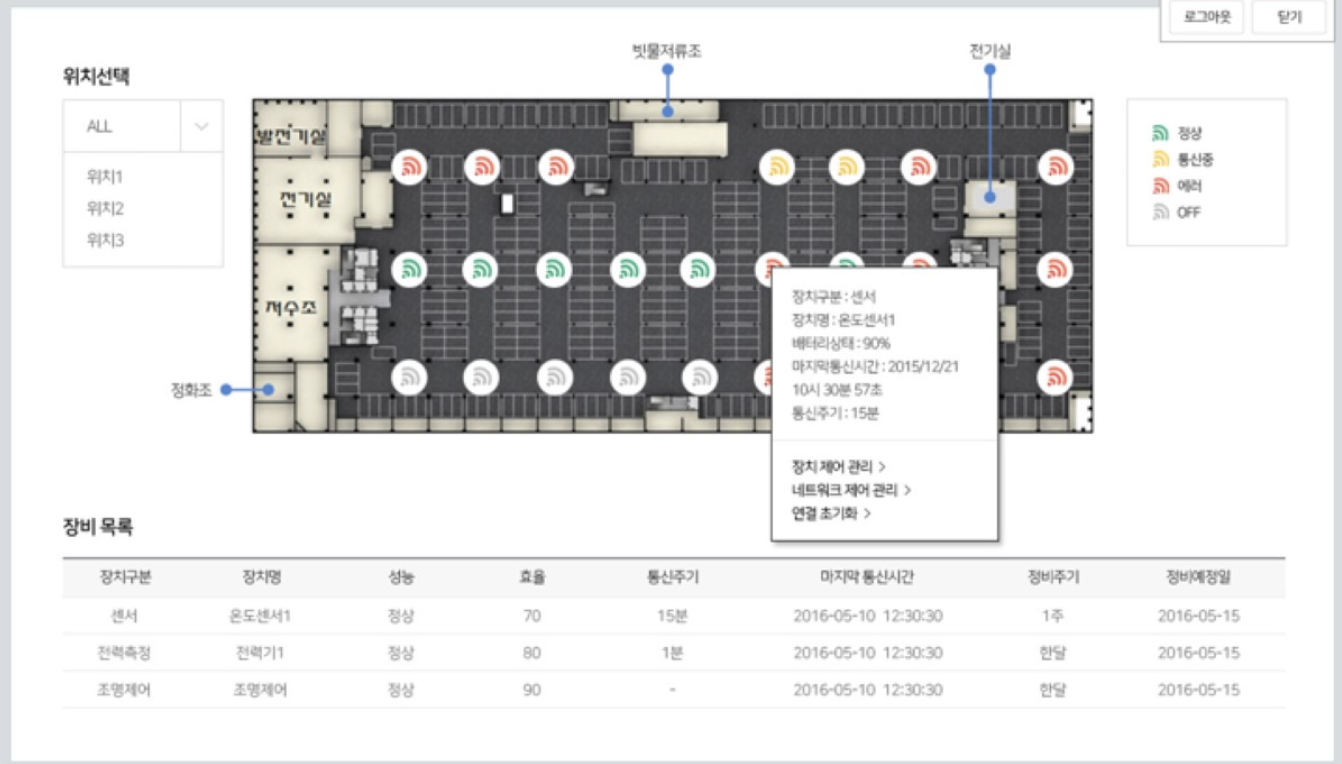 로그아웃 닫기
위치선택
ALL
위치1
위치2
위치3
빗물저류조
전기실
발전기실
전기실
저수조
정화조
정상
통신중
에러
OFF
장치구분 : 센서
장치명 : 온도센서1
배터리상태 : 90%
마지막통신시간 : 2015/12/21
10시 30분 57초
통신주기 : 15분
장치 제어 관리 >
네트워크 제어 관리 >
연결 초기화 >
장비 목록
장치구분 장치명 성능 효율 통신주기 마지막 통신시간 정비주기 정비예정일
센서 온도센서1 정상 70 15분 2016-05-10 12:30:30 1주 2016-05-15
전력측정 전력기1 정상 80 1분 2016-05-10 12:30:30 한달 2016-05-15
조명제어 조명제어 정상 90 - 2016-05-10 12:30:30 한달 2016-05-15